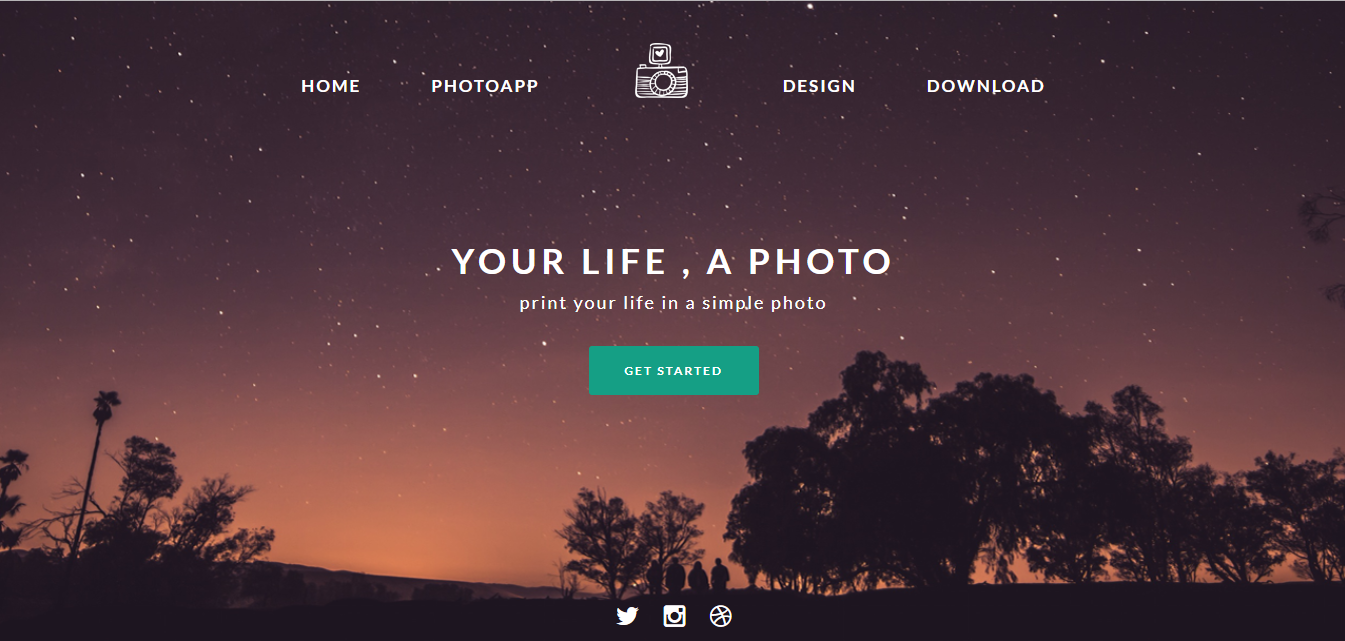 HOME PHOTOAPP DESIGN DOWNLOAD
YOUR LIFE , A PHOTO
print your life in a simple photo
GET STARTED